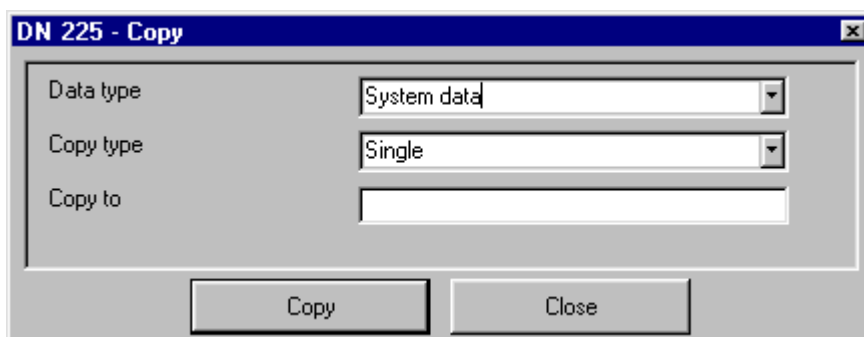 DN 225 - Copy
Data type System data
Copy type Single
Copy to
Copy Close